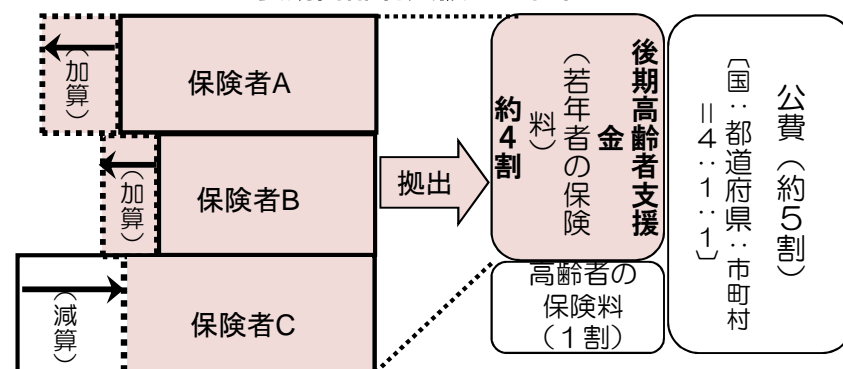 （加算）
保険者A
（加算）
保険者B
（減算）
保険者C
拠出
後期高齢者支援
金
（若年者の保険
料）
約4割
高齢者の
保険料
（1割）
公費（約5割）
〔国：都道府県：市町村
＝4：1：1〕